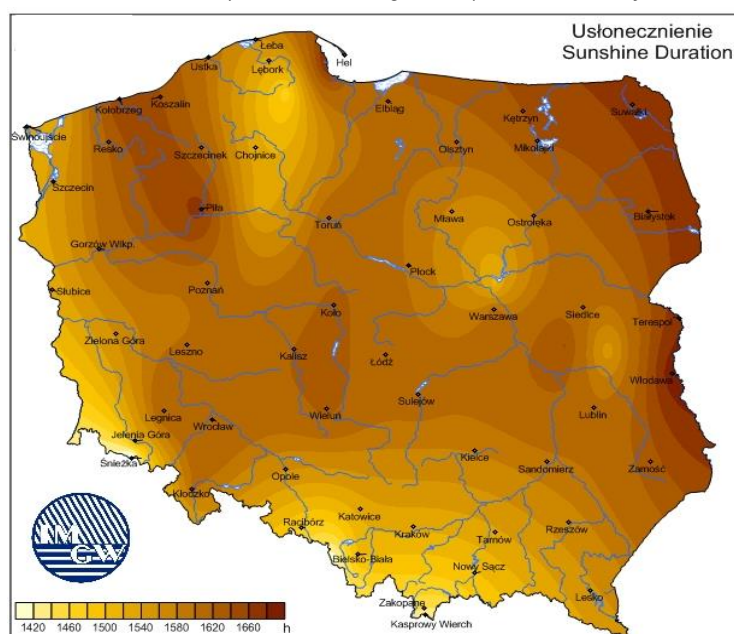 Usłonecznienie
Sunshine Duration
Łeba
Ustka
Lębork
Hel
Kołobrzeg
Koszalin
Elbląg
Kętrzyn
Suwałki
Świnoujście
Resko
Szczecinek
Chojnice
Olsztyn
Mikołajki
Szczecin
Piła
Toruń
Mława
Ostrołęka
Białystok
Gorzów Wlkp.
Płock
Słubice
Poznań
Koło
Warszawa
Siedlce
Terespol
Zielona Góra
Leszno
Kalisz
Łódź
Włodawa
Legnica
Wieluń
Sulejów
Lublin
Jelenia Góra
Wrocław
Śnieżka
Opole
Kielce
Sandomierz
Zamość
Kłodzko
Racibórz
Katowice
Kraków
Tarnów
Rzeszów
Bielsko-Biała
Nowy Sącz
Lesko
Zakopane
Kasprowy Wierch
IM
GW
1420 1460 1500 1540 1580 1620 1660 h